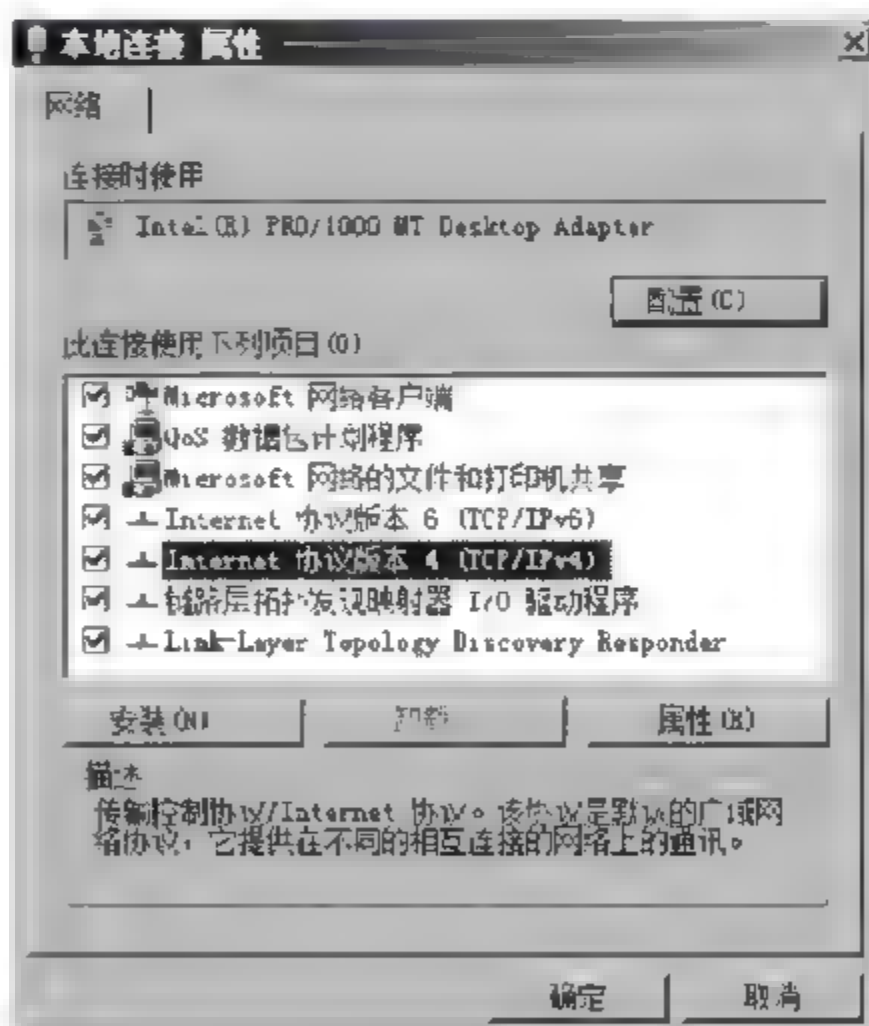 本地连接 属性
网络
连接时使用
Intel(R) PRO/1000 MT Desktop Adapter
配置(C)
此连接使用下列项目(O)
Microsoft 网络客户端
QoS 数据包计划程序
Microsoft 网络的文件和打印机共享
Internet 协议版本 6 (TCP/IPv6)
Internet 协议版本 4 (TCP/IPv4)
链路层拓扑发现映射器 I/O 驱动程序
Link-Layer Topology Discovery Responder
安装(N)
卸载
属性(R)
描述
传输控制协议/Internet 协议。该协议是默认的广域网
络协议，它提供在不同的相互连接的网络上的通讯。
确定
取消